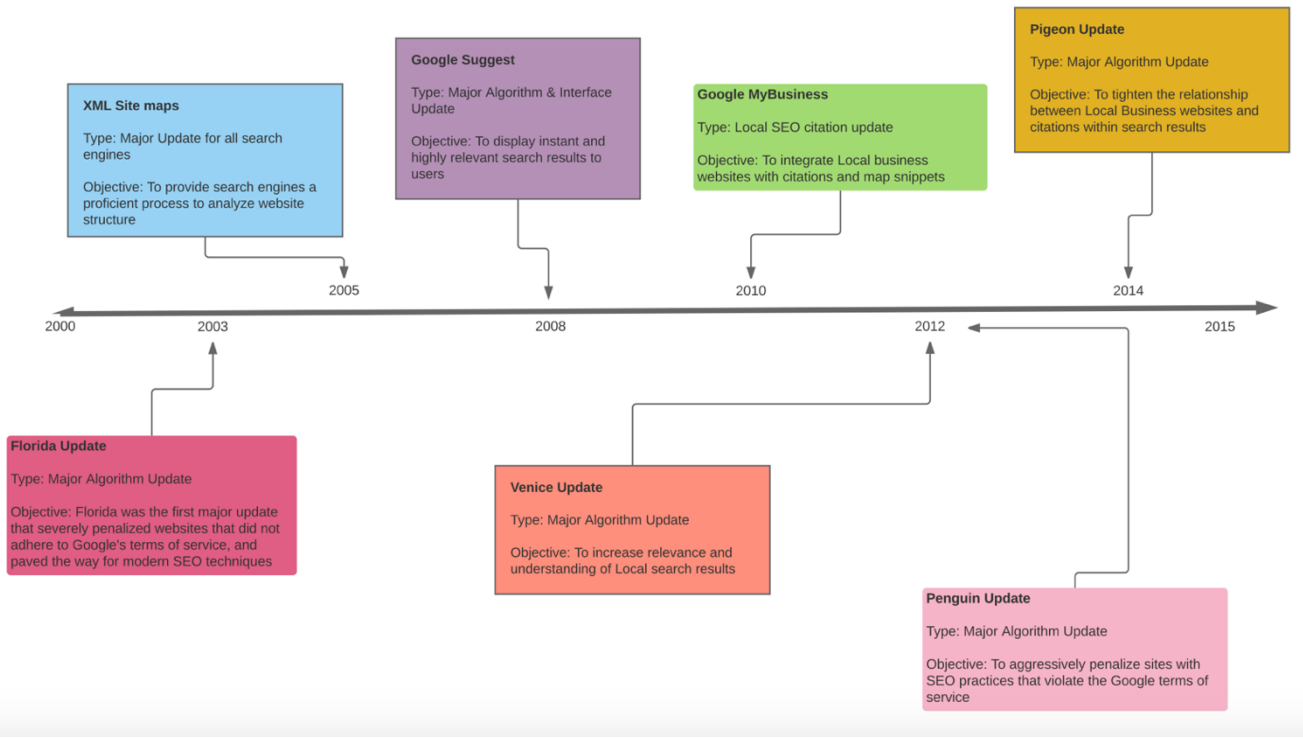 XML Site maps
Type: Major Update for all search
engines
Objective: To provide search engines a
proficient process to analyze website
structure
Google Suggest
Type: Major Algorithm & Interface
Update
Objective: To display instant and
highly relevant search results to
users
Google MyBusiness
Type: Local SEO citation update
Objective: To integrate Local business
websites with citations and map snippets
Pigeon Update
Type: Major Algorithm Update
Objective: To tighten the relationship
between Local Business websites and
citations within search results
2005
2010
2014
2000
2003
2008
2012
2015
Florida Update
Type: Major Algorithm Update
Objective: Florida was the first major update
that severely penalized websites that did not
adhere to Google's terms of service, and
paved the way for modern SEO techniques
Venice Update
Type: Major Algorithm Update
Objective: To increase relevance and
understanding of Local search results
Penguin Update
Type: Major Algorithm Update
Objective: To aggressively penalize sites with
SEO practices that violate the Google terms of
service